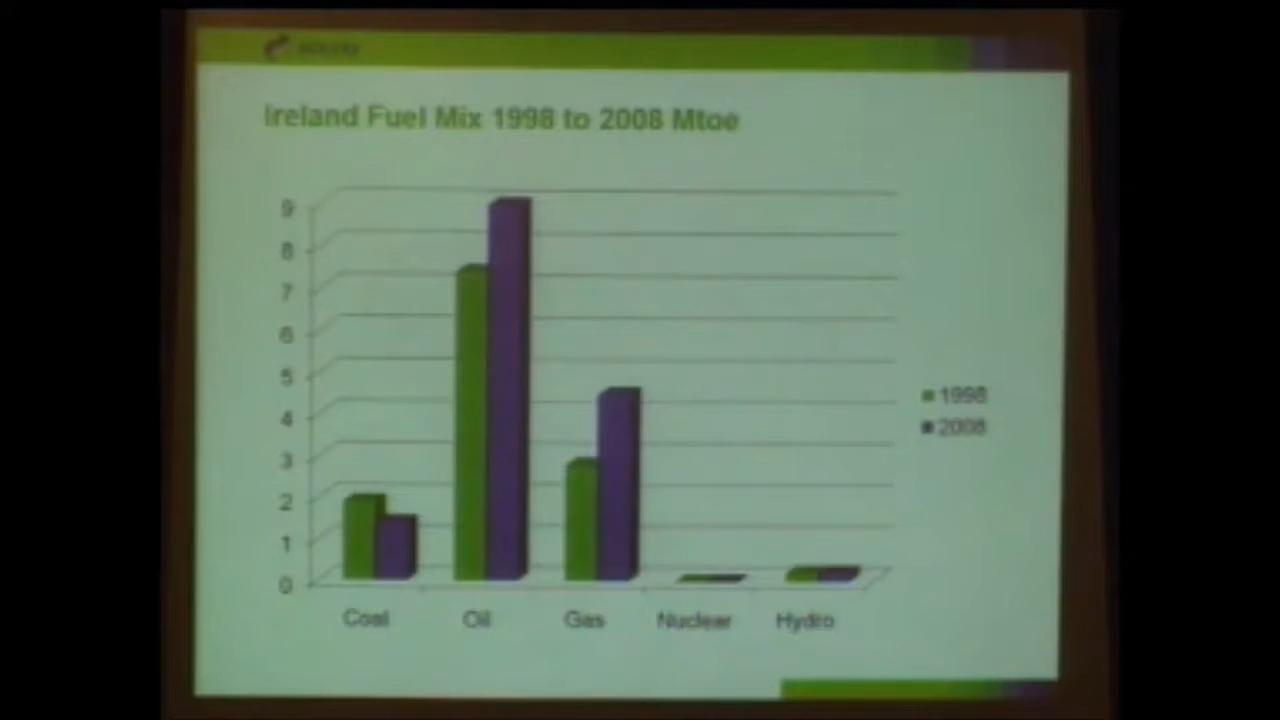 Ireland Fuel Mix 1998 to 2008 Mtoe
9
8
7
6
5
4
3
2
1
0
Coal
Oil
Gas
Nuclear
Hydro
1998
2008